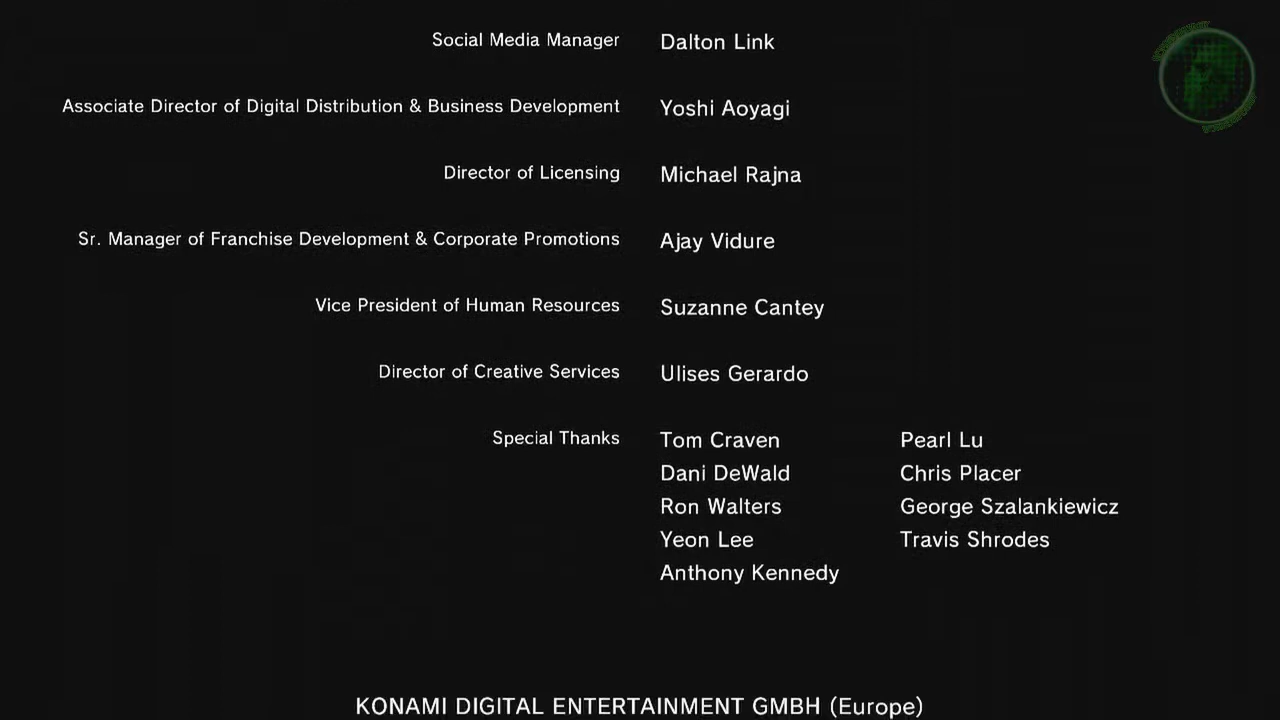 Social Media Manager Dalton Link
Associate Director of Digital Distribution & Business Development Yoshi Aoyagi
Director of Licensing Michael Rajna
Sr. Manager of Franchise Development & Corporate Promotions Ajay Vidure
Vice President of Human Resources Suzanne Cantey
Director of Creative Services Ulises Gerardo
Special Thanks Tom Craven Pearl Lu
Dani DeWald Chris Placer
Ron Walters George Szalankiewicz
Yeon Lee Travis Shrodes
Anthony Kennedy
KONAMI DIGITAL ENTERTAINMENT GMBH (Europe)